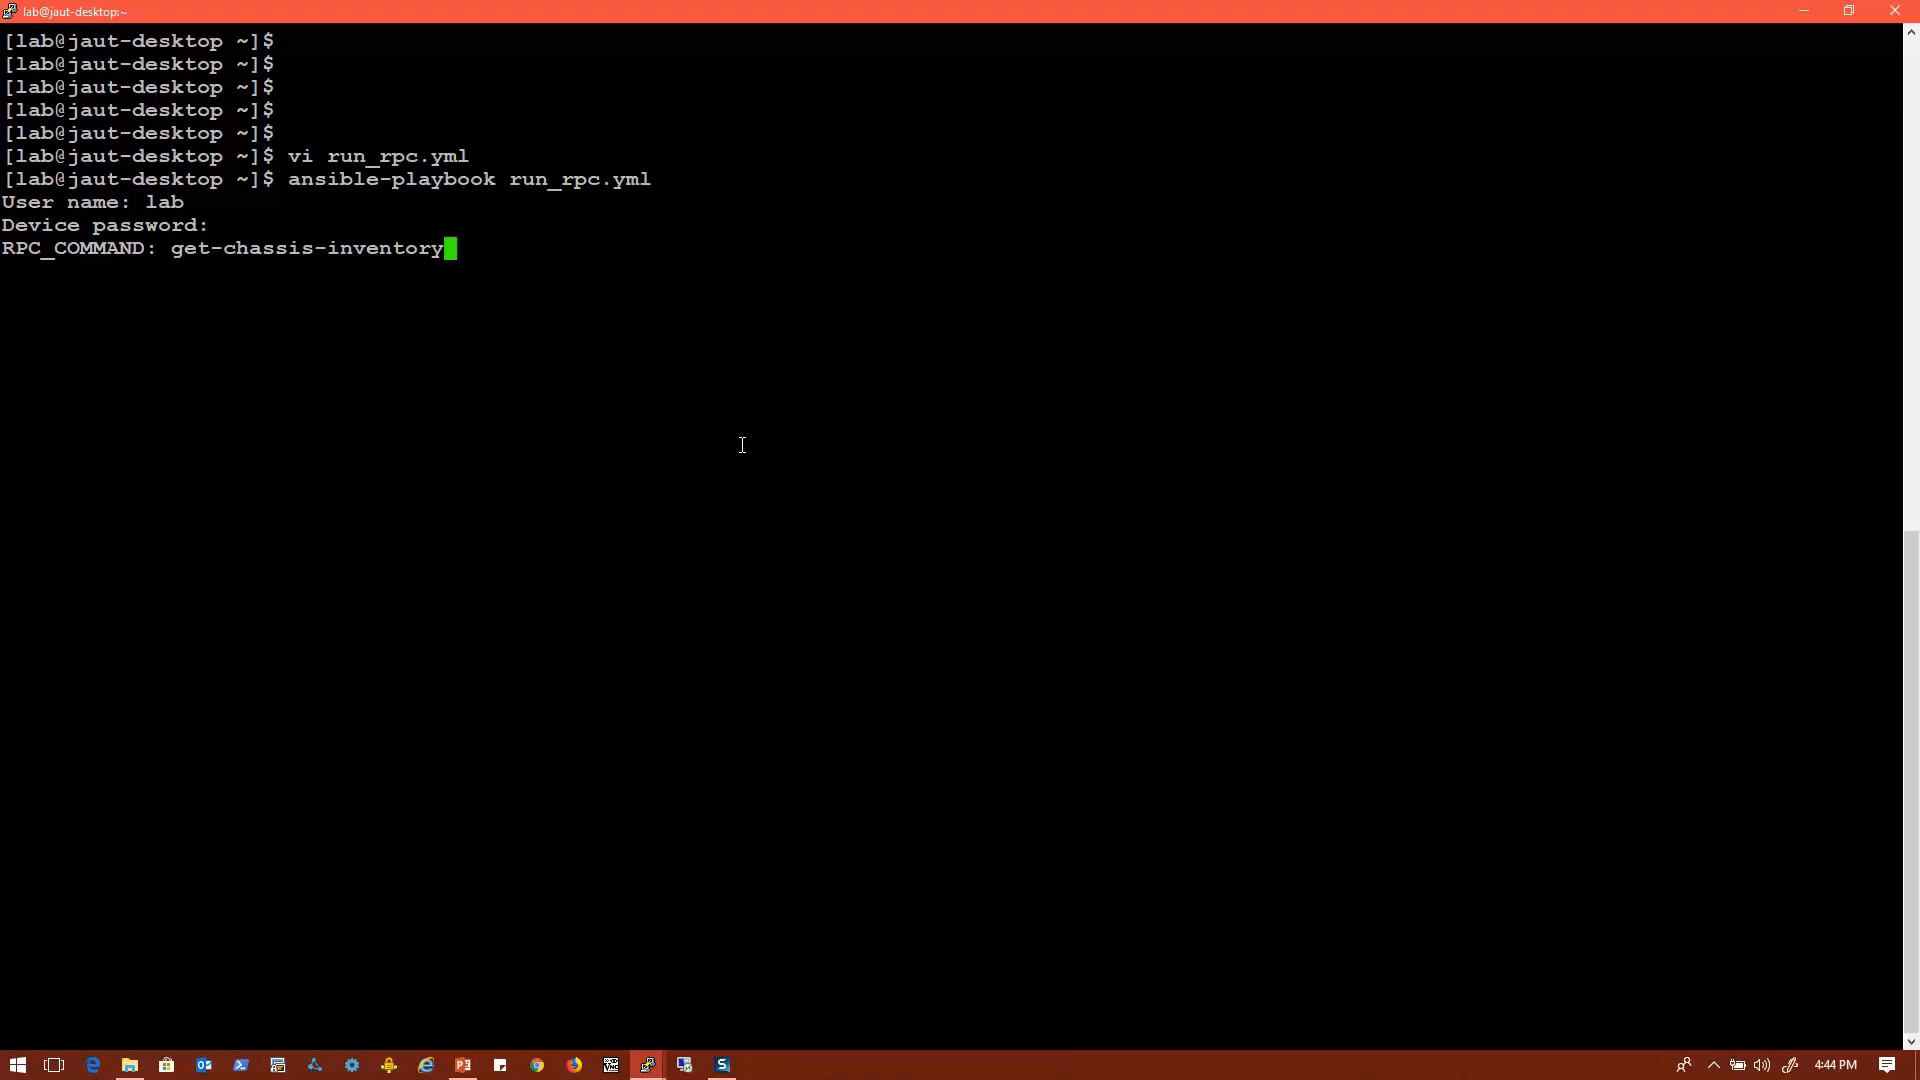 lab@jaut-desktop:~
[lab@jaut-desktop ~]$
[lab@jaut-desktop ~]$
[lab@jaut-desktop ~]$
[lab@jaut-desktop ~]$
[lab@jaut-desktop ~]$
[lab@jaut-desktop ~]$ vi run_rpc.yml
[lab@jaut-desktop ~]$ ansible-playbook run_rpc.yml
User name: lab
Device password:
RPC_COMMAND: get-chassis-inventory
4:44 PM